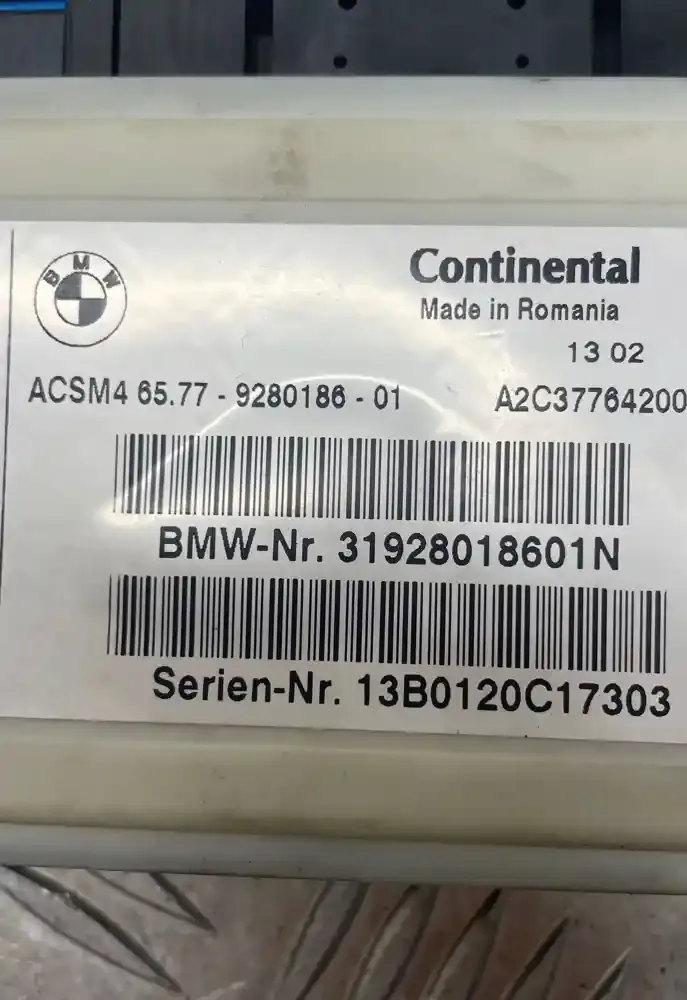 BMW
Continental
Made in Romania
13 02
ACSM4 65.77 - 9280186 - 01 A2C37764200
BMW-Nr. 31928018601N
Serien-Nr. 13B0120C17303